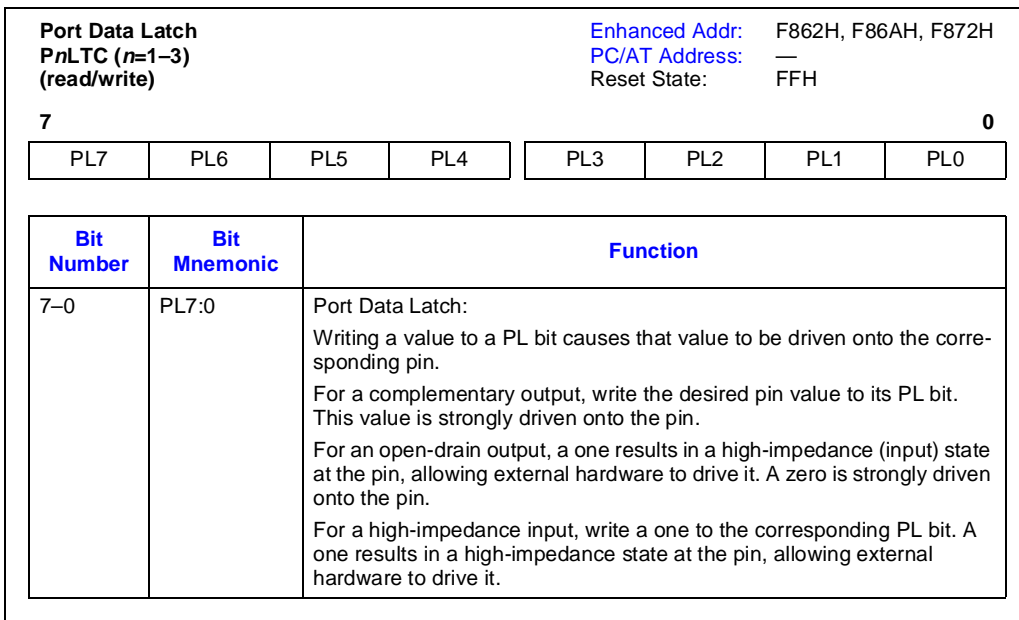 Port Data Latch
PnLTC (n=1–3)
(read/write)
Enhanced Addr: F862H, F86AH, F872H
PC/AT Address: —
Reset State: FFH
7 0
PL7 PL6 PL5 PL4 PL3 PL2 PL1 PL0
Bit Number Bit Mnemonic Function
7–0 PL7:0 Port Data Latch:
Writing a value to a PL bit causes that value to be driven onto the corre-
sponding pin.
For a complementary output, write the desired pin value to its PL bit.
This value is strongly driven onto the pin.
For an open-drain output, a one results in a high-impedance (input) state
at the pin, allowing external hardware to drive it. A zero is strongly driven
onto the pin.
For a high-impedance input, write a one to the corresponding PL bit. A
one results in a high-impedance state at the pin, allowing external
hardware to drive it.